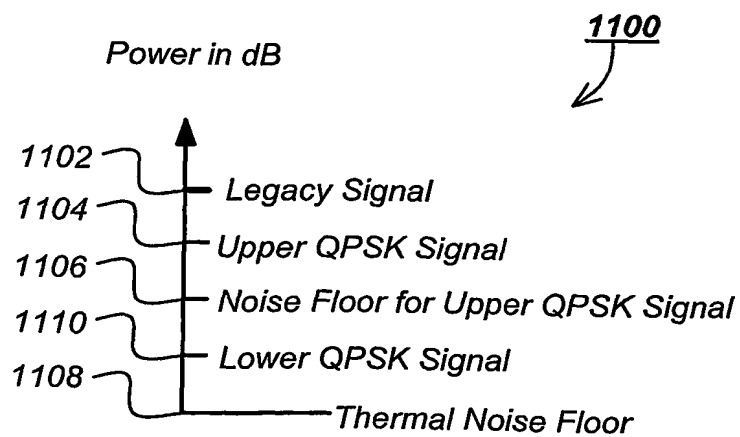 1100
Power in dB
1102
Legacy Signal
1104
Upper QPSK Signal
1106
Noise Floor for Upper QPSK Signal
1110
Lower QPSK Signal
1108
Thermal Noise Floor